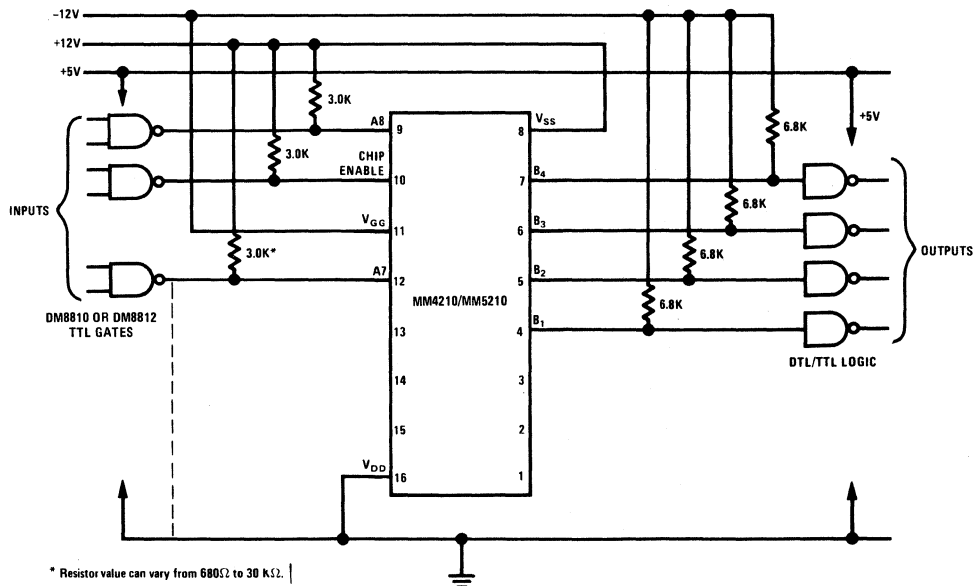 -12V
+12V
+5V
3.0K
A8
9
VSS
8
+5V
6.8K
3.0K
CHIP
ENABLE
10
B4
7
INPUTS
VGG
11
B3
6
6.8K
OUTPUTS
3.0K*
A7
12
MM4210/MM5210
B2
5
6.8K
DM8810 OR DM8812
TTL GATES
13
B1
4
6.8K
DTL/TTL LOGIC
14
3
15
2
VDD
16
1
* Resistor value can vary from 680Ω to 30 KΩ.